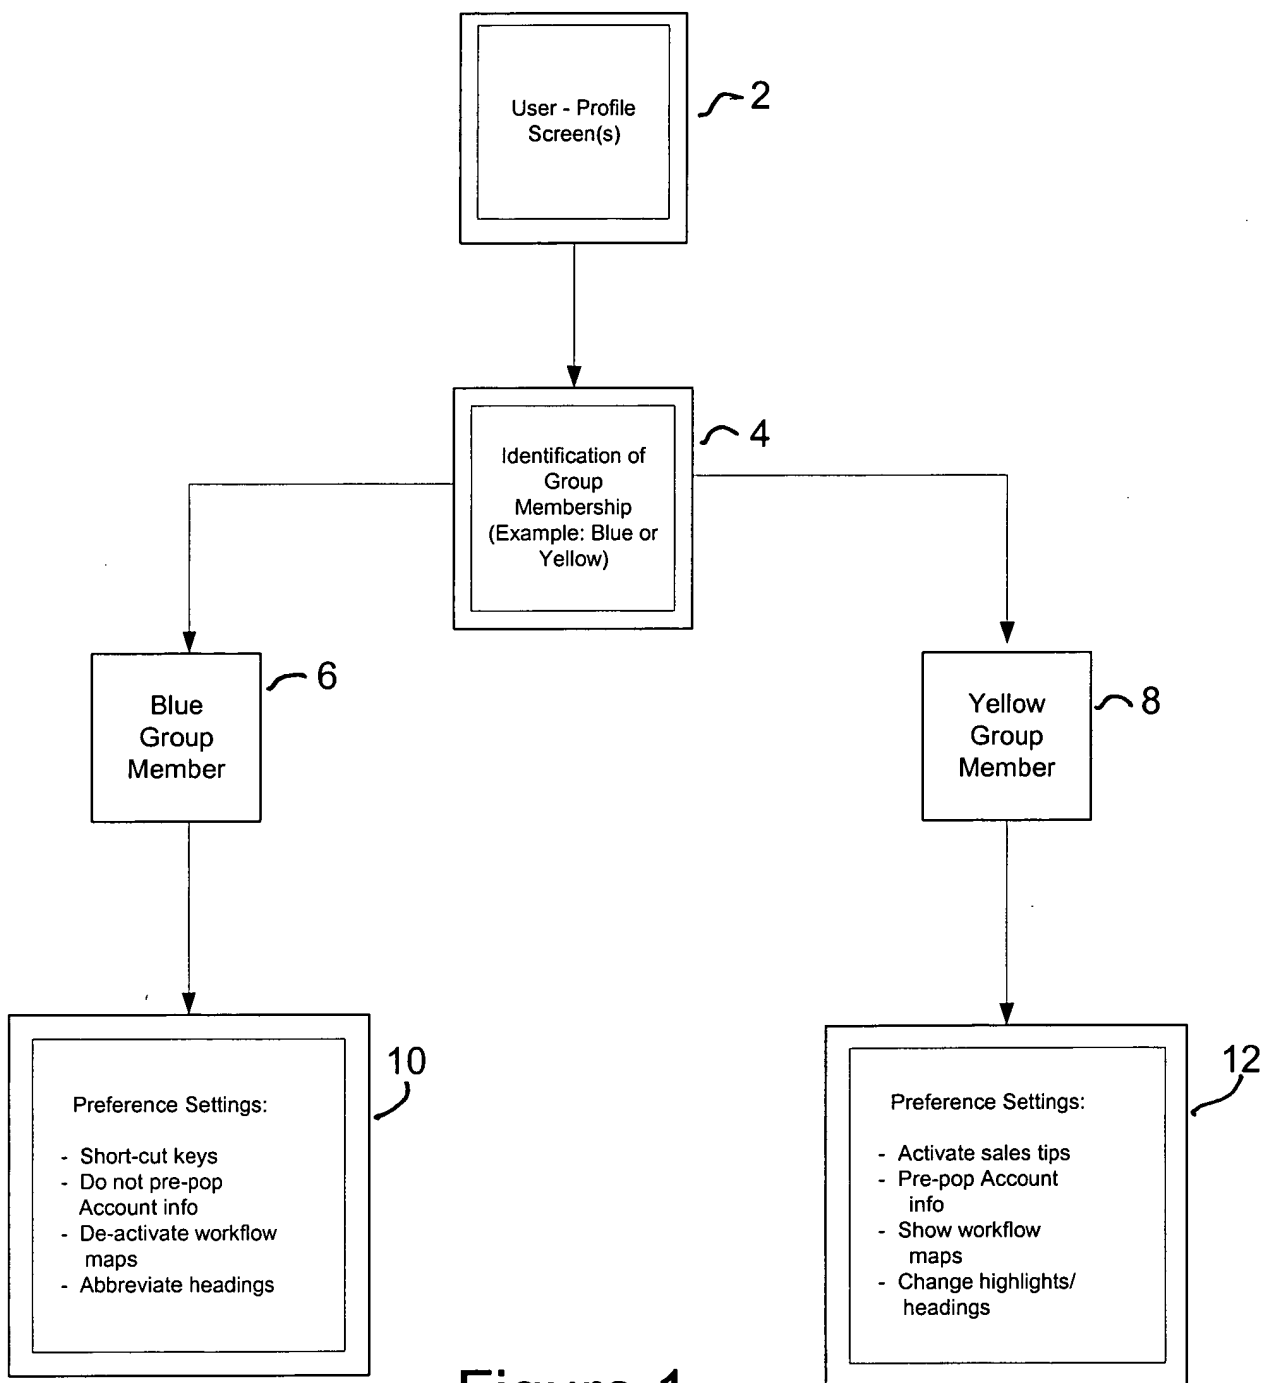 User - Profile
Screen(s)
2
Identification of
Group
Membership
(Example: Blue or
Yellow)
4
Blue
Group
Member
6
Yellow
Group
Member
8
Preference Settings:
- Short-cut keys
- Do not pre-pop
Account info
- De-activate workflow
maps
- Abbreviate headings
10
Preference Settings:
- Activate sales tips
- Pre-pop Account
info
- Show workflow
maps
- Change highlights/
headings
12
Figure 1